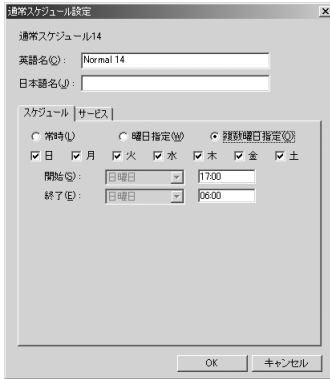 通常スケジュール設定
通常スケジュール14
英語名(C): Normal 14
日本語名(J):
スケジュール サービス
常時(L) 曜日指定(W) 複数曜日指定(O)
日 月 火 水 木 金 土
開始(S): 日曜日 17:00
終了(E): 日曜日 06:00
OK キャンセル